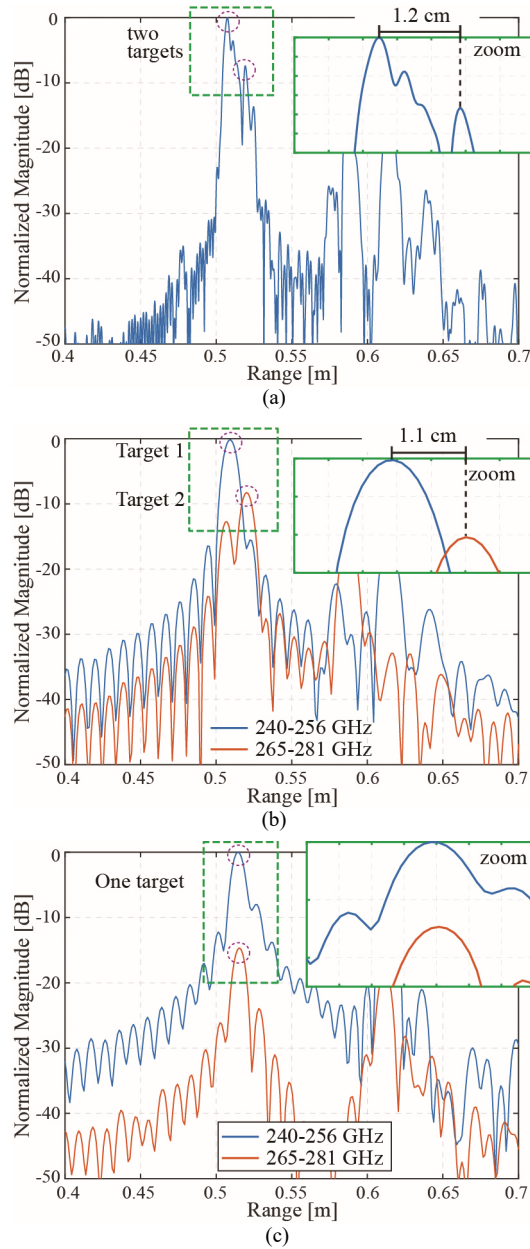 1.2 cm
zoom
two
targets
Normalized Magnitude [dB]
0
-10
-20
-30
-40
-50
0.4 0.45 0.5 0.55 0.6 0.65 0.7
Range [m]
(a)
1.1 cm
zoom
Target 1
Target 2
Normalized Magnitude [dB]
0
-10
-20
-30
-40
-50
240-256 GHz
265-281 GHz
0.4 0.45 0.5 0.55 0.6 0.65 0.7
Range [m]
(b)
zoom
One target
Normalized Magnitude [dB]
0
-10
-20
-30
-40
-50
240-256 GHz
265-281 GHz
0.4 0.45 0.5 0.55 0.6 0.65 0.7
Range [m]
(c)